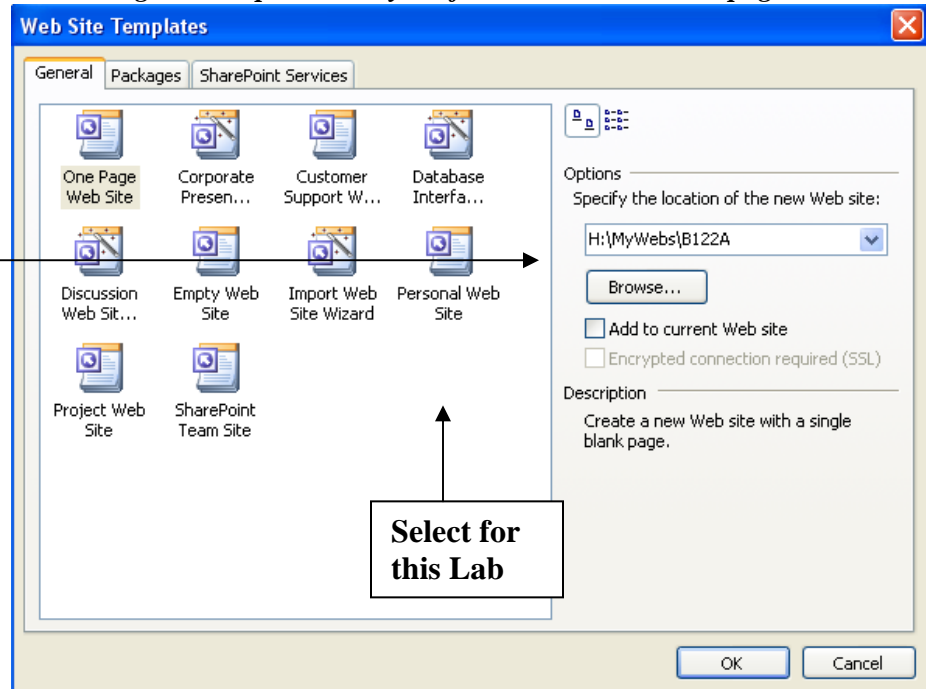 Web Site Templates
General Packages SharePoint Services
One Page Web Site
Corporate Presen...
Customer Support W...
Database Interfa...
Discussion Web Sit...
Empty Web Site
Import Web Site Wizard
Personal Web Site
Project Web Site
SharePoint Team Site
Select for
this Lab
Options
Specify the location of the new Web site:
H:\MyWebs\B122A
Browse...
Add to current Web site
Encrypted connection required (SSL)
Description
Create a new Web site with a single
blank page.
OK Cancel